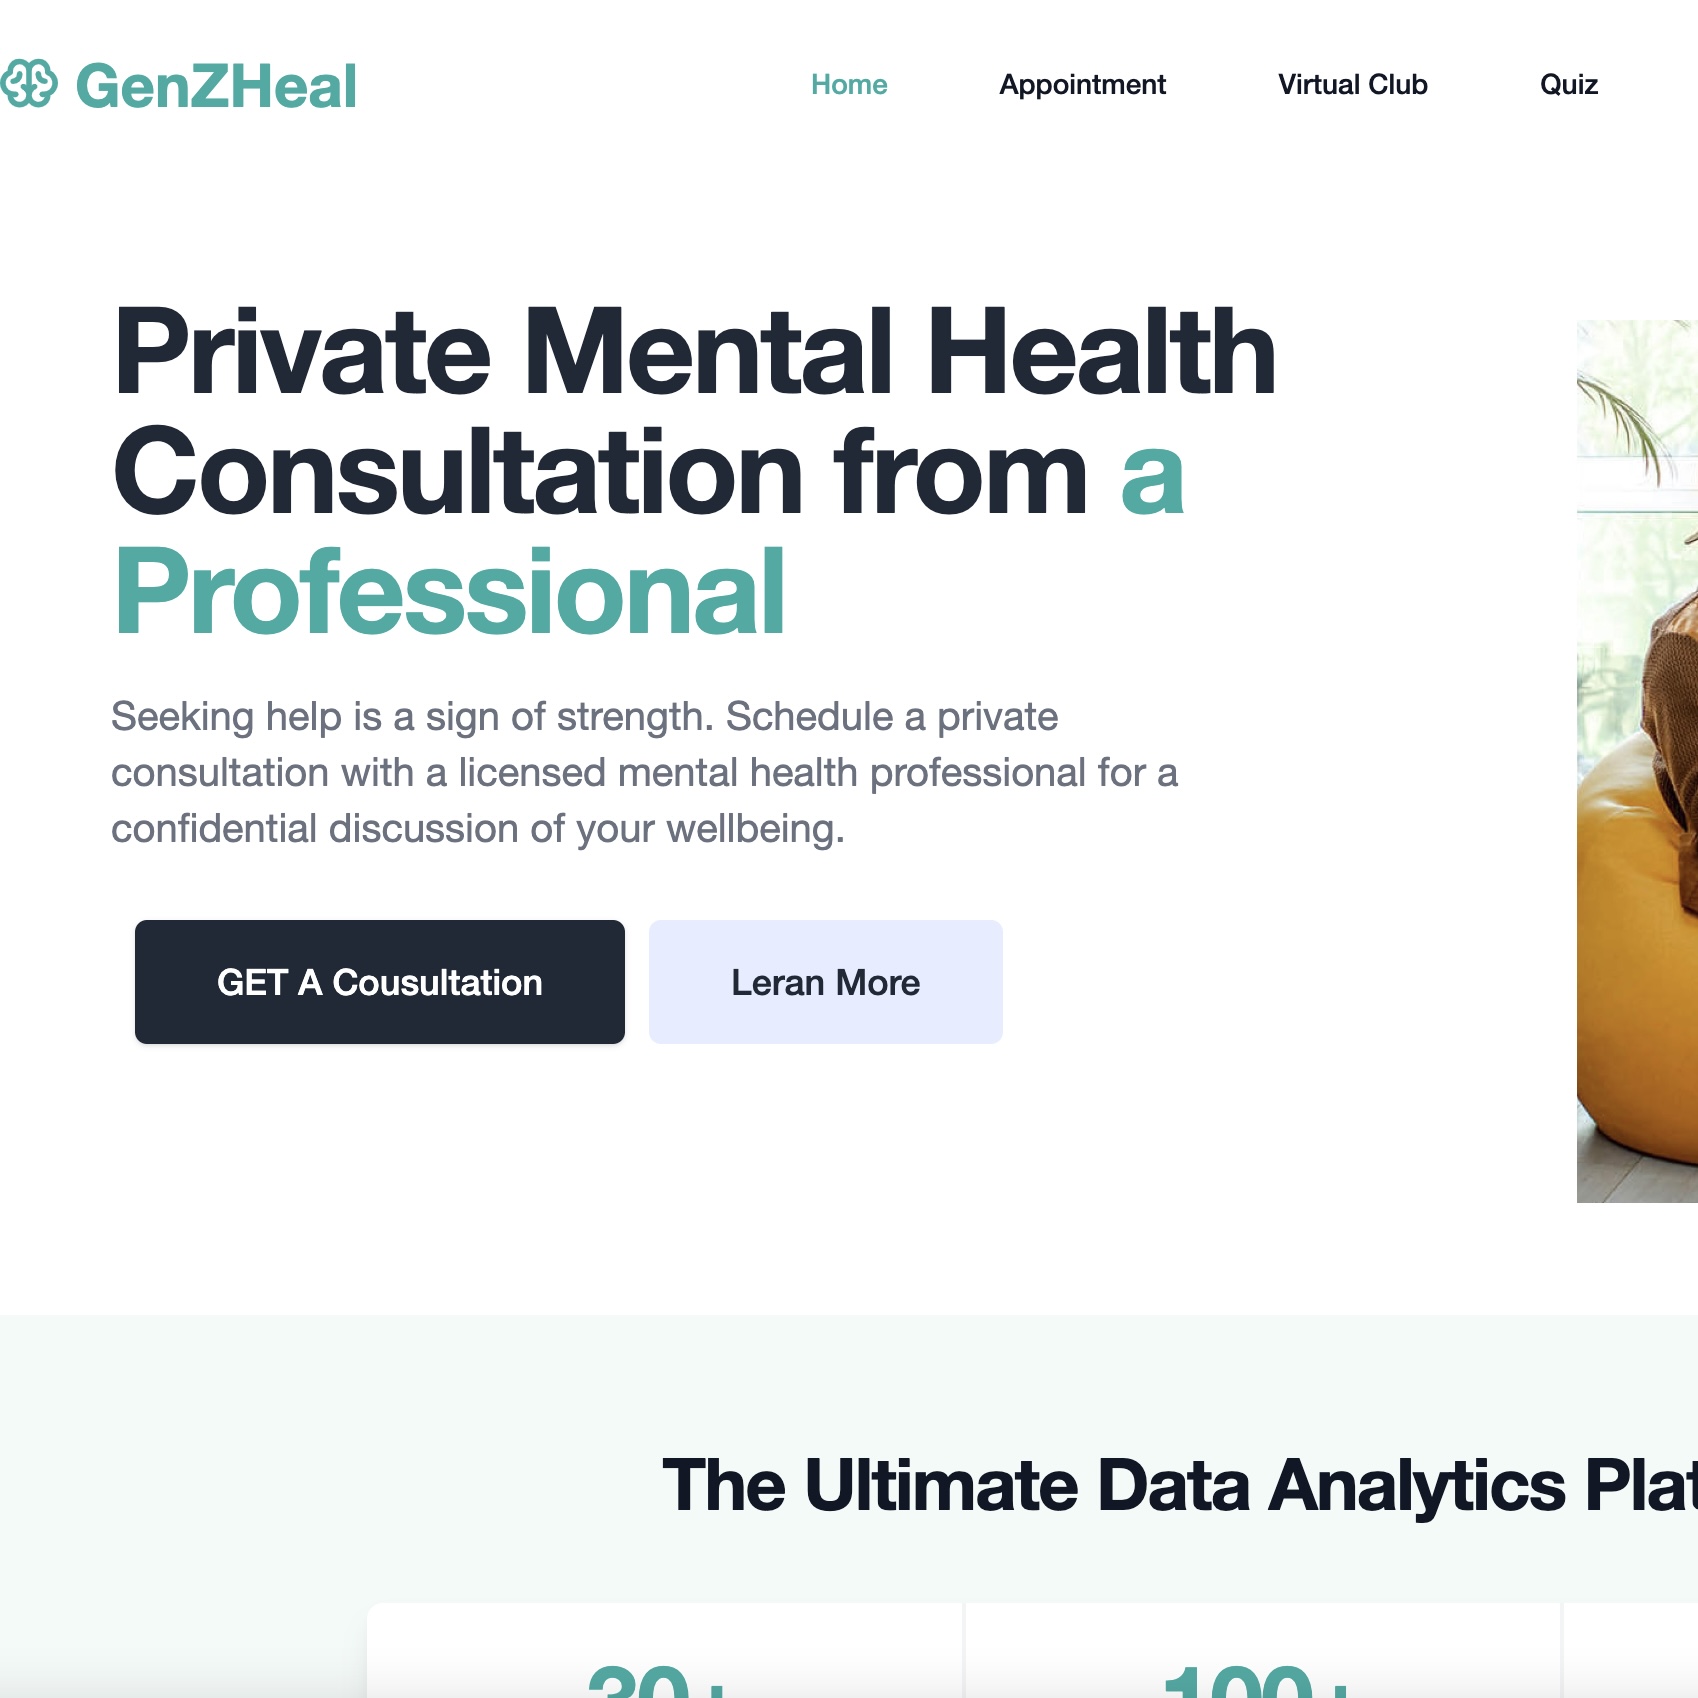 GenZHeal
Home
Appointment
Virtual Club
Quiz
Private Mental Health
Consultation from a
Professional
Seeking help is a sign of strength. Schedule a private
consultation with a licensed mental health professional for a
confidential discussion of your wellbeing.
GET A Cousultation
Leran More
The Ultimate Data Analytics Plat
30+
100+